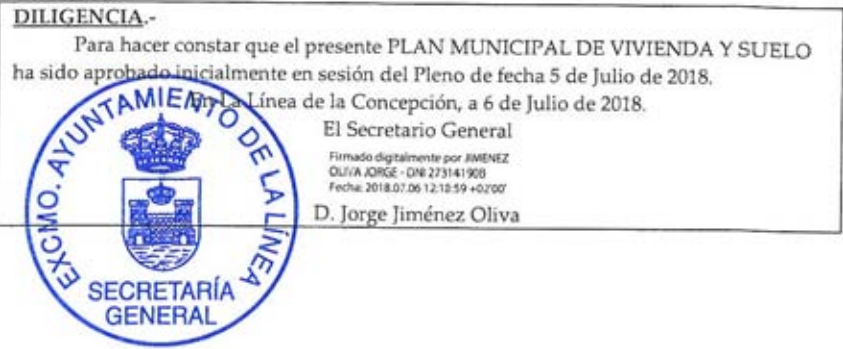 DILIGENCIA.-
Para hacer constar que el presente PLAN MUNICIPAL DE VIVIENDA Y SUELO
ha sido aprobado inicialmente en sesión del Pleno de fecha 5 de Julio de 2018.
En La Línea de la Concepción, a 6 de Julio de 2018.
El Secretario General
Firmado digitalmente por JIMENEZ
OLIVA JORGE - DNI 27314190B
Fecha: 2018.07.06 12:18:59 +02'00'
D. Jorge Jiménez Oliva
EXCMO. AYUNTAMIENTO DE LA LÍNEA
SECRETARÍA
GENERAL